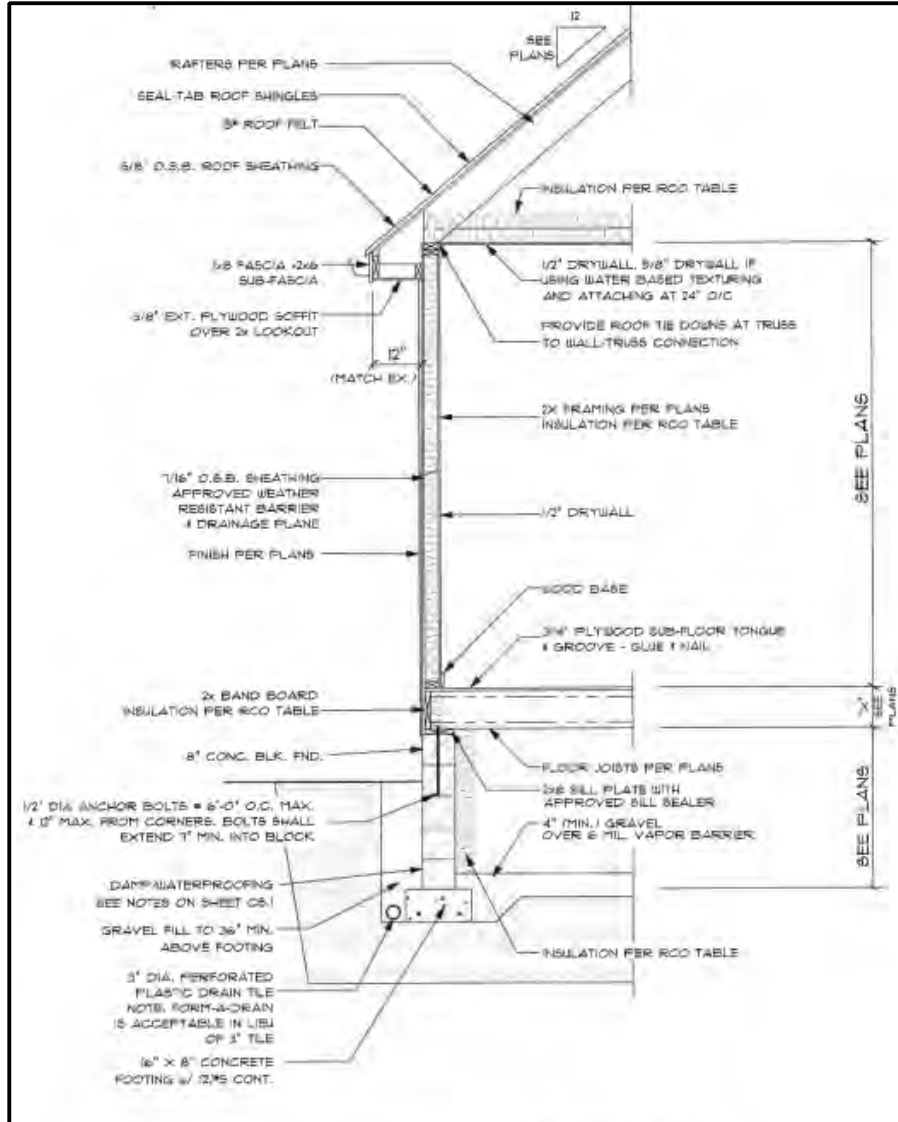 12
SEE
PLANS
RAFTERS PER PLANS
SEAL-TAB ROOF SHINGLES
ROOF FELT
5/8" O.S.B. ROOF SHEATHING
1x8 FASCIA
SUB-FASCIA
3/8" EXT. PLYWOOD SOFFIT
OVER 2x LOOKOUT
12"
(MATCH EX.)
7/16" O.S.B. SHEATHING
APPROVED WEATHER
RESISTANT BARRIER
& DRAINAGE PLANE
FINISH PER PLANS
2x BAND BOARD
INSULATION PER RCO TABLE
8" CONC. BLK. FND.
1/2" DIA ANCHOR BOLTS @ 6'-0" O.C. MAX.
& 12" MAX. FROM CORNERS. BOLTS SHALL
EXTEND 7" MIN. INTO BLOCK
DAMP/WATERPROOFING
SEE NOTES ON SHEET
GRAVEL FILL TO 36" MIN.
ABOVE FOOTING
3" DIA. PERFORATED
PLASTIC DRAIN TILE
NOTE: FORM-A-DRAIN
IS ACCEPTABLE IN LIEU
OF 3" TILE
16" X 8" CONCRETE
FOOTING w/ CONT.
INSULATION PER RCO TABLE
1/2" DRYWALL, 5/8" DRYWALL IF
USING WATER BASED TEXTURING
AND ATTACHING AT 24" O/C
PROVIDE ROOF TIE DOWNS AT TRUSS
TO WALL/TRUSS CONNECTION
2X FRAMING PER PLANS
INSULATION PER RCO TABLE
1/2" DRYWALL
WOOD BASE
3/4" PLYWOOD SUB-FLOOR TONGUE
& GROOVE - GLUE & NAIL
FLOOR JOISTS PER PLANS
2x8 SILL PLATE WITH
APPROVED SILL SEALER
4" (MIN.) GRAVEL
OVER 6 MIL. VAPOR BARRIER
INSULATION PER RCO TABLE
SEE PLANS
"X"
SEE
PLANS
SEE PLANS